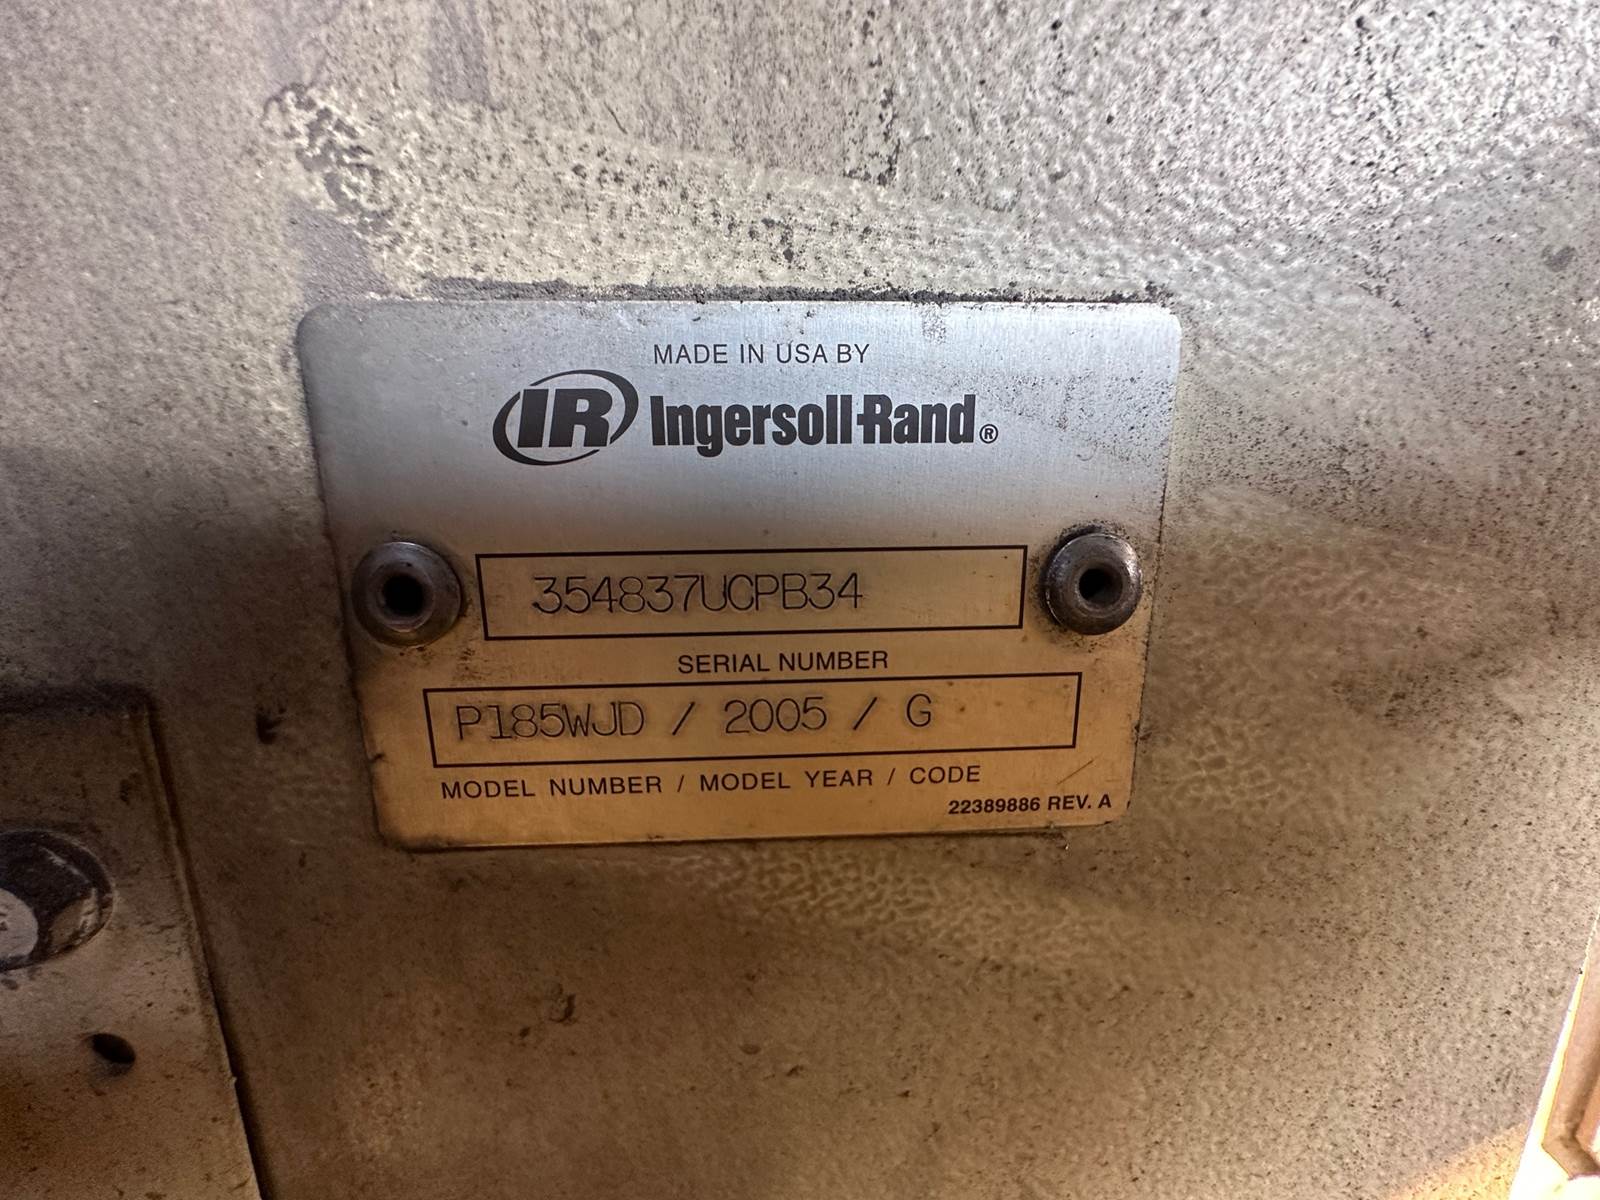 MADE IN USA BY
IR Ingersoll-Rand®
354837UCPB34
SERIAL NUMBER
P185WJD / 2005 / G
MODEL NUMBER / MODEL YEAR / CODE
22389886 REV. A